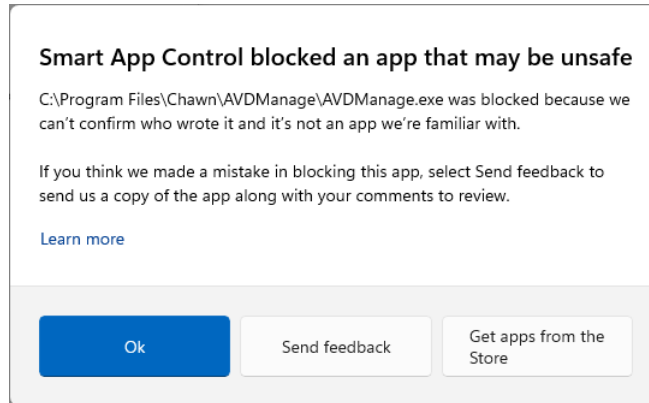 Smart App Control blocked an app that may be unsafe
C:\Program Files\Chawn\AVDManage\AVDManage.exe was blocked because we
can't confirm who wrote it and it's not an app we're familiar with.
If you think we made a mistake in blocking this app, select Send feedback to
send us a copy of the app along with your comments to review.
Learn more
Ok
Send feedback
Get apps from the
Store